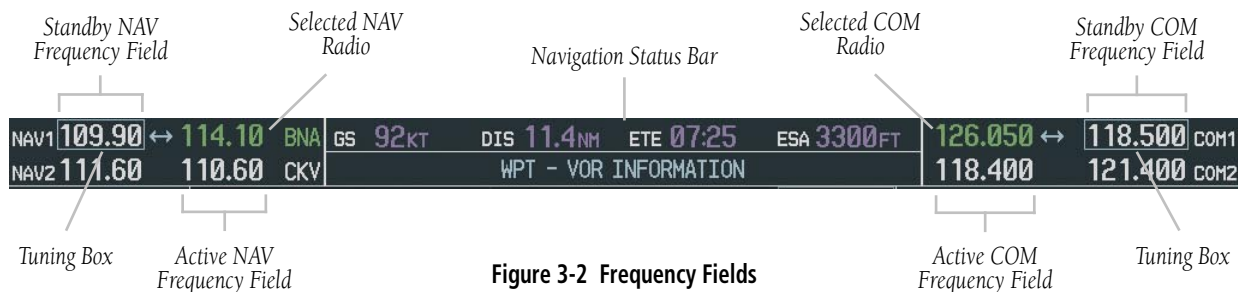 Standby NAV
Frequency Field
Selected NAV
Radio
Navigation Status Bar
Selected COM
Radio
Standby COM
Frequency Field
NAV1 109.90 ↔ 114.10 BNA GS 92KT DIS 11.4NM ETE 07:25 ESA 3300FT 126.050 ↔ 118.500 COM1
NAV2 111.60 110.60 CKV WPT - VOR INFORMATION 118.400 121.400 COM2
Tuning Box
Active NAV
Frequency Field
Figure 3-2 Frequency Fields
Active COM
Frequency Field
Tuning Box